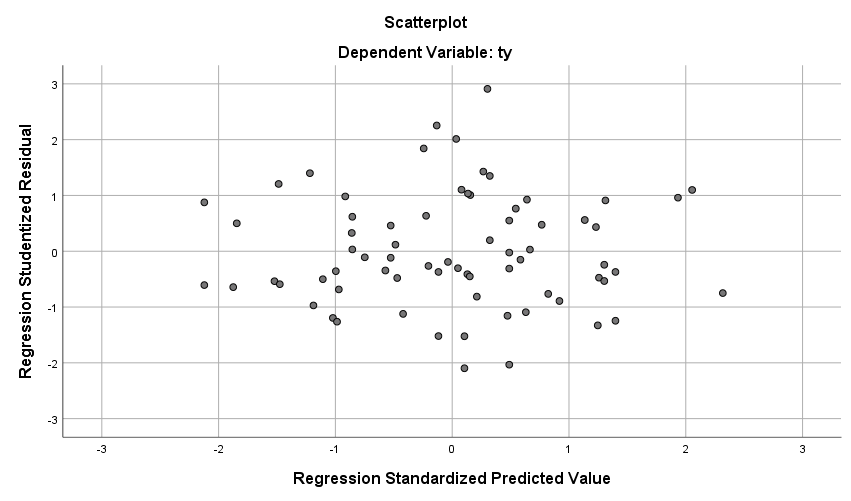 Scatterplot
Dependent Variable: ty
Regression Studentized Residual
3
2
1
0
-1
-2
-3
-3 -2 -1 0 1 2 3
Regression Standardized Predicted Value